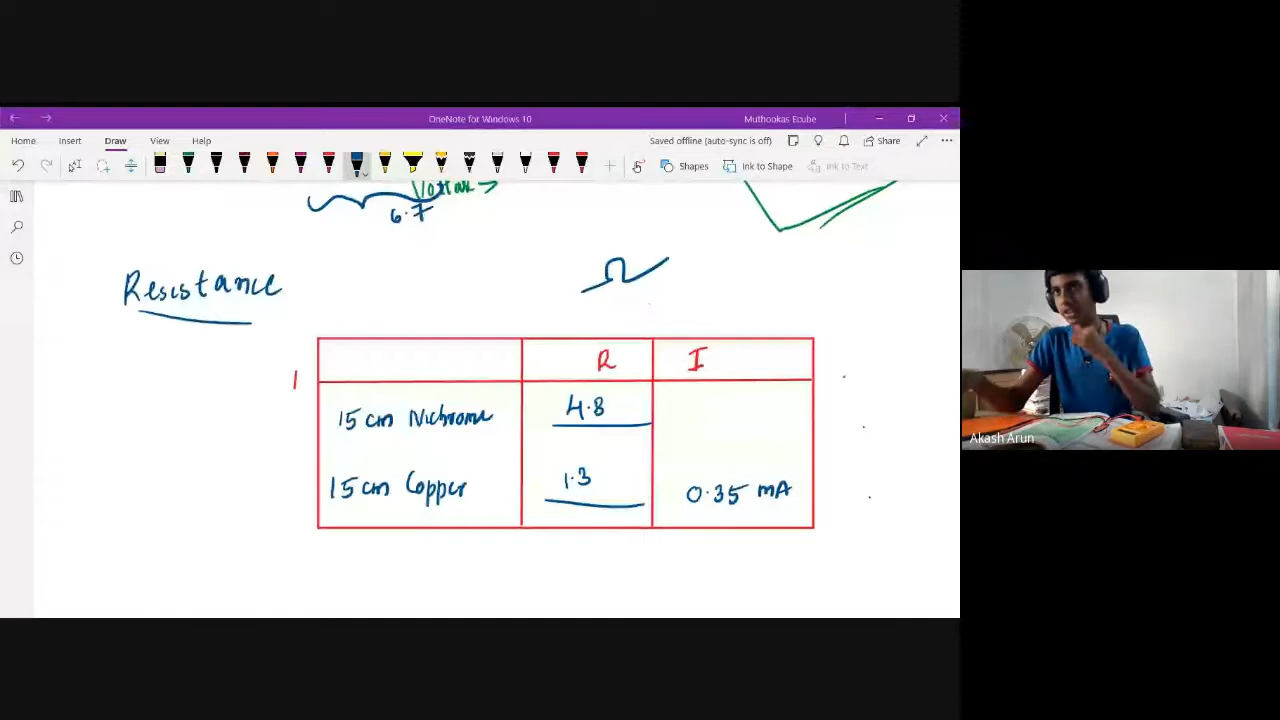 OneNote for Windows 10
Muthookas Ecube
Home Insert Draw View Help
Saved offline (auto-sync is off)
Share
Shapes
Ink to Shape
Ink to Text
6.7
Resistance
Ω
R I
1
15 cm Nichrome 4.8
15 cm Copper 1.3 0.35 mA
Akash Arun